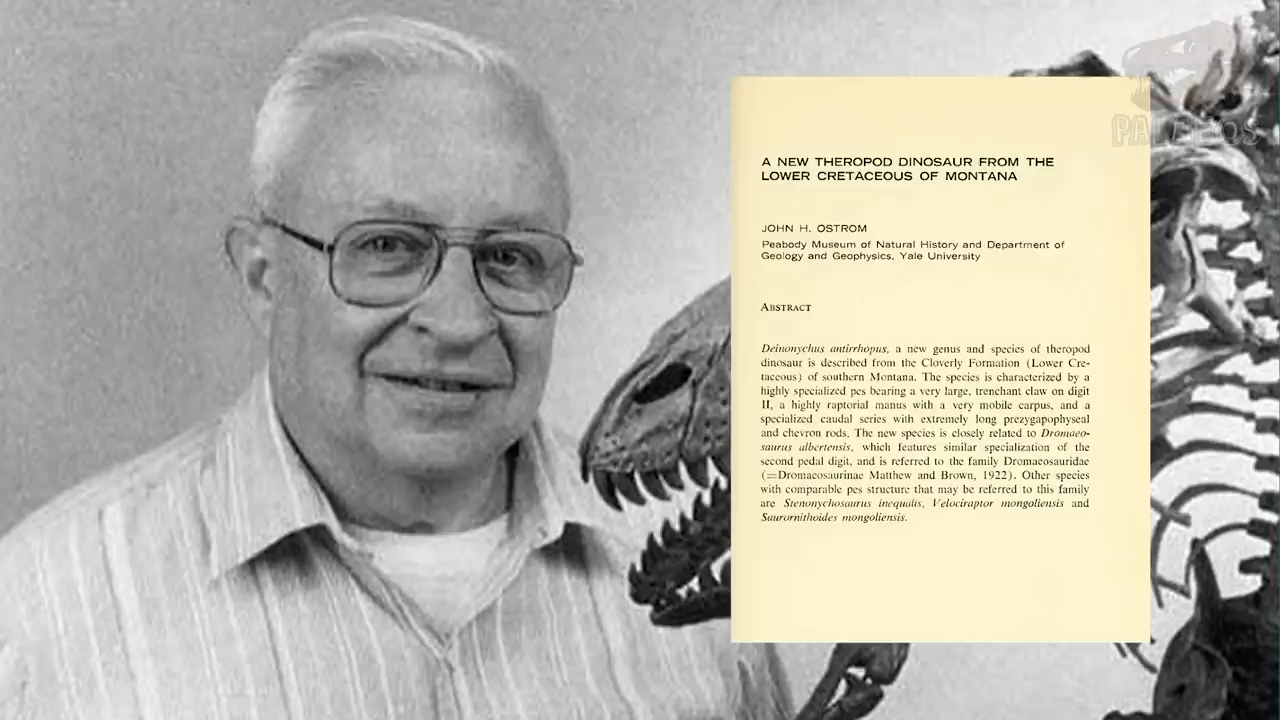 A NEW THEROPOD DINOSAUR FROM THE
LOWER CRETACEOUS OF MONTANA
JOHN H. OSTROM
Peabody Museum of Natural History and Department of
Geology and Geophysics, Yale University
ABSTRACT
Deinonychus antirrhopus, a new genus and species of theropod
dinosaur is described from the Cloverly Formation (Lower Cre-
taceous) of southern Montana. The species is characterized by a
highly specialized pes bearing a very large, trenchant claw on digit
II, a highly raptorial manus with a very mobile carpus, and a
specialized caudal series with extremely long prezygapophyseal
and chevron rods. The new species is closely related to Dromaeo-
saurus albertensis, which features similar specialization of the
second pedal digit, and is referred to the family Dromaeosauridae
(=Dromaeosaurinae Matthew and Brown, 1922). Other species
with comparable pes structure that may be referred to this family
are Stenonychosaurus inequalis, Velociraptor mongoliensis and
Saurornithoides mongoliensis.